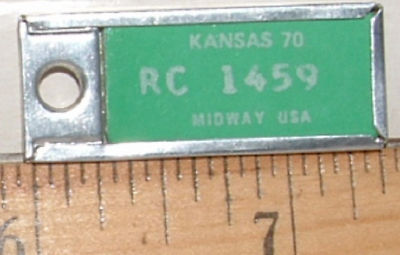 KANSAS 70
RC 1459
MIDWAY USA
6 7